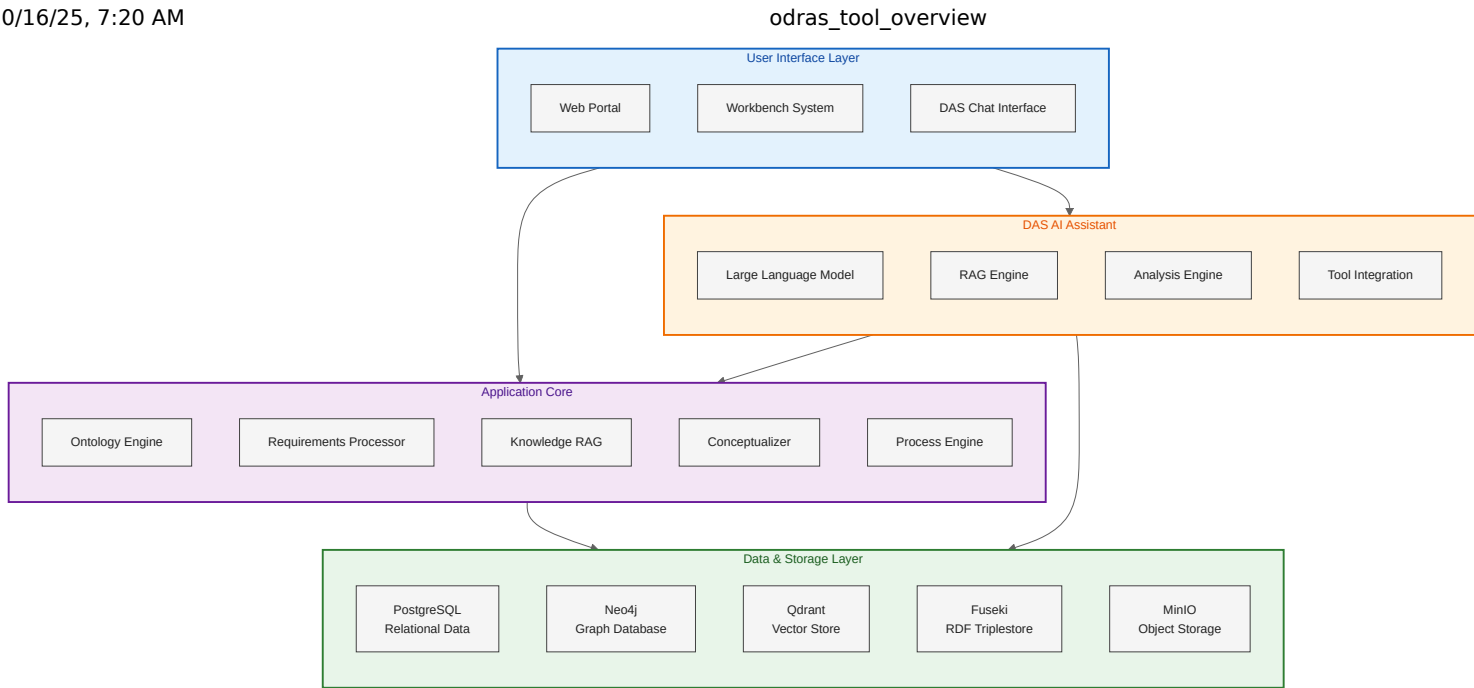 0/16/25, 7:20 AM
odras_tool_overview
User Interface Layer
Web Portal
Workbench System
DAS Chat Interface
DAS AI Assistant
Large Language Model
RAG Engine
Analysis Engine
Tool Integration
Application Core
Ontology Engine
Requirements Processor
Knowledge RAG
Conceptualizer
Process Engine
Data & Storage Layer
PostgreSQL
Relational Data
Neo4j
Graph Database
Qdrant
Vector Store
Fuseki
RDF Triplestore
MinIO
Object Storage